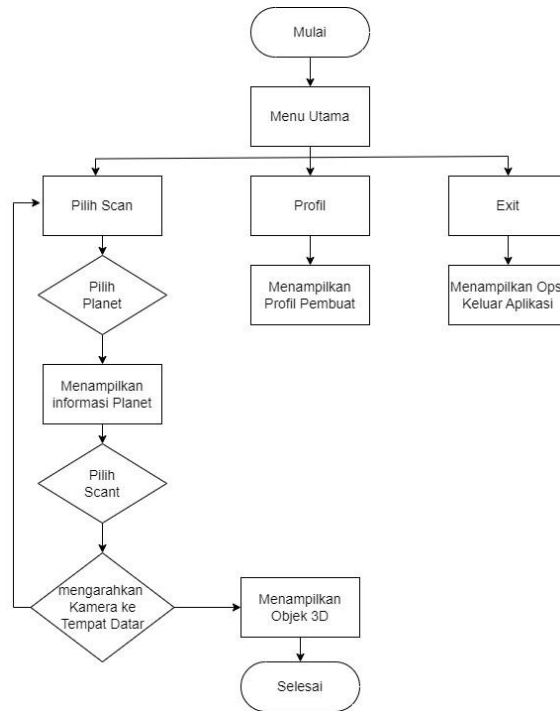 Mulai
Menu Utama
Pilih Scan
Profil
Exit
Pilih
Planet
Menampilkan
Profil Pembuat
Menampilkan Ops
Keluar Aplikasi
Menampilkan
informasi Planet
Pilih
Scant
mengarahkan
Kamera ke
Tempat Datar
Menampilkan
Objek 3D
Selesai